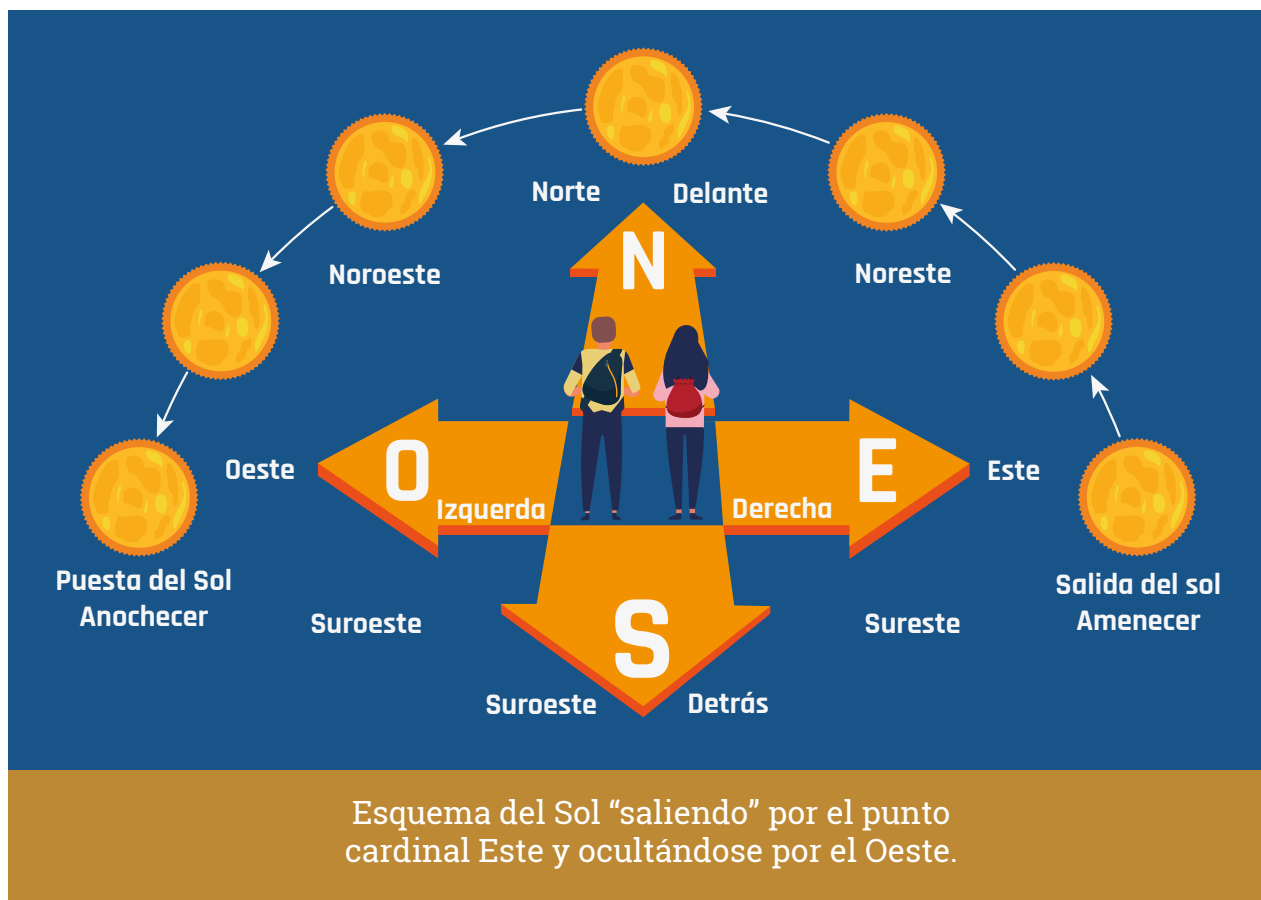 Norte Delante
N
Noroeste
Noreste
Oeste
O
E
Este
Izquerda
Derecha
Puesta del Sol
Anochecer
Salida del sol
Amenecer
Suroeste
S
Sureste
Suroeste
Detrás
Esquema del Sol “saliendo” por el punto
cardinal Este y ocultándose por el Oeste.